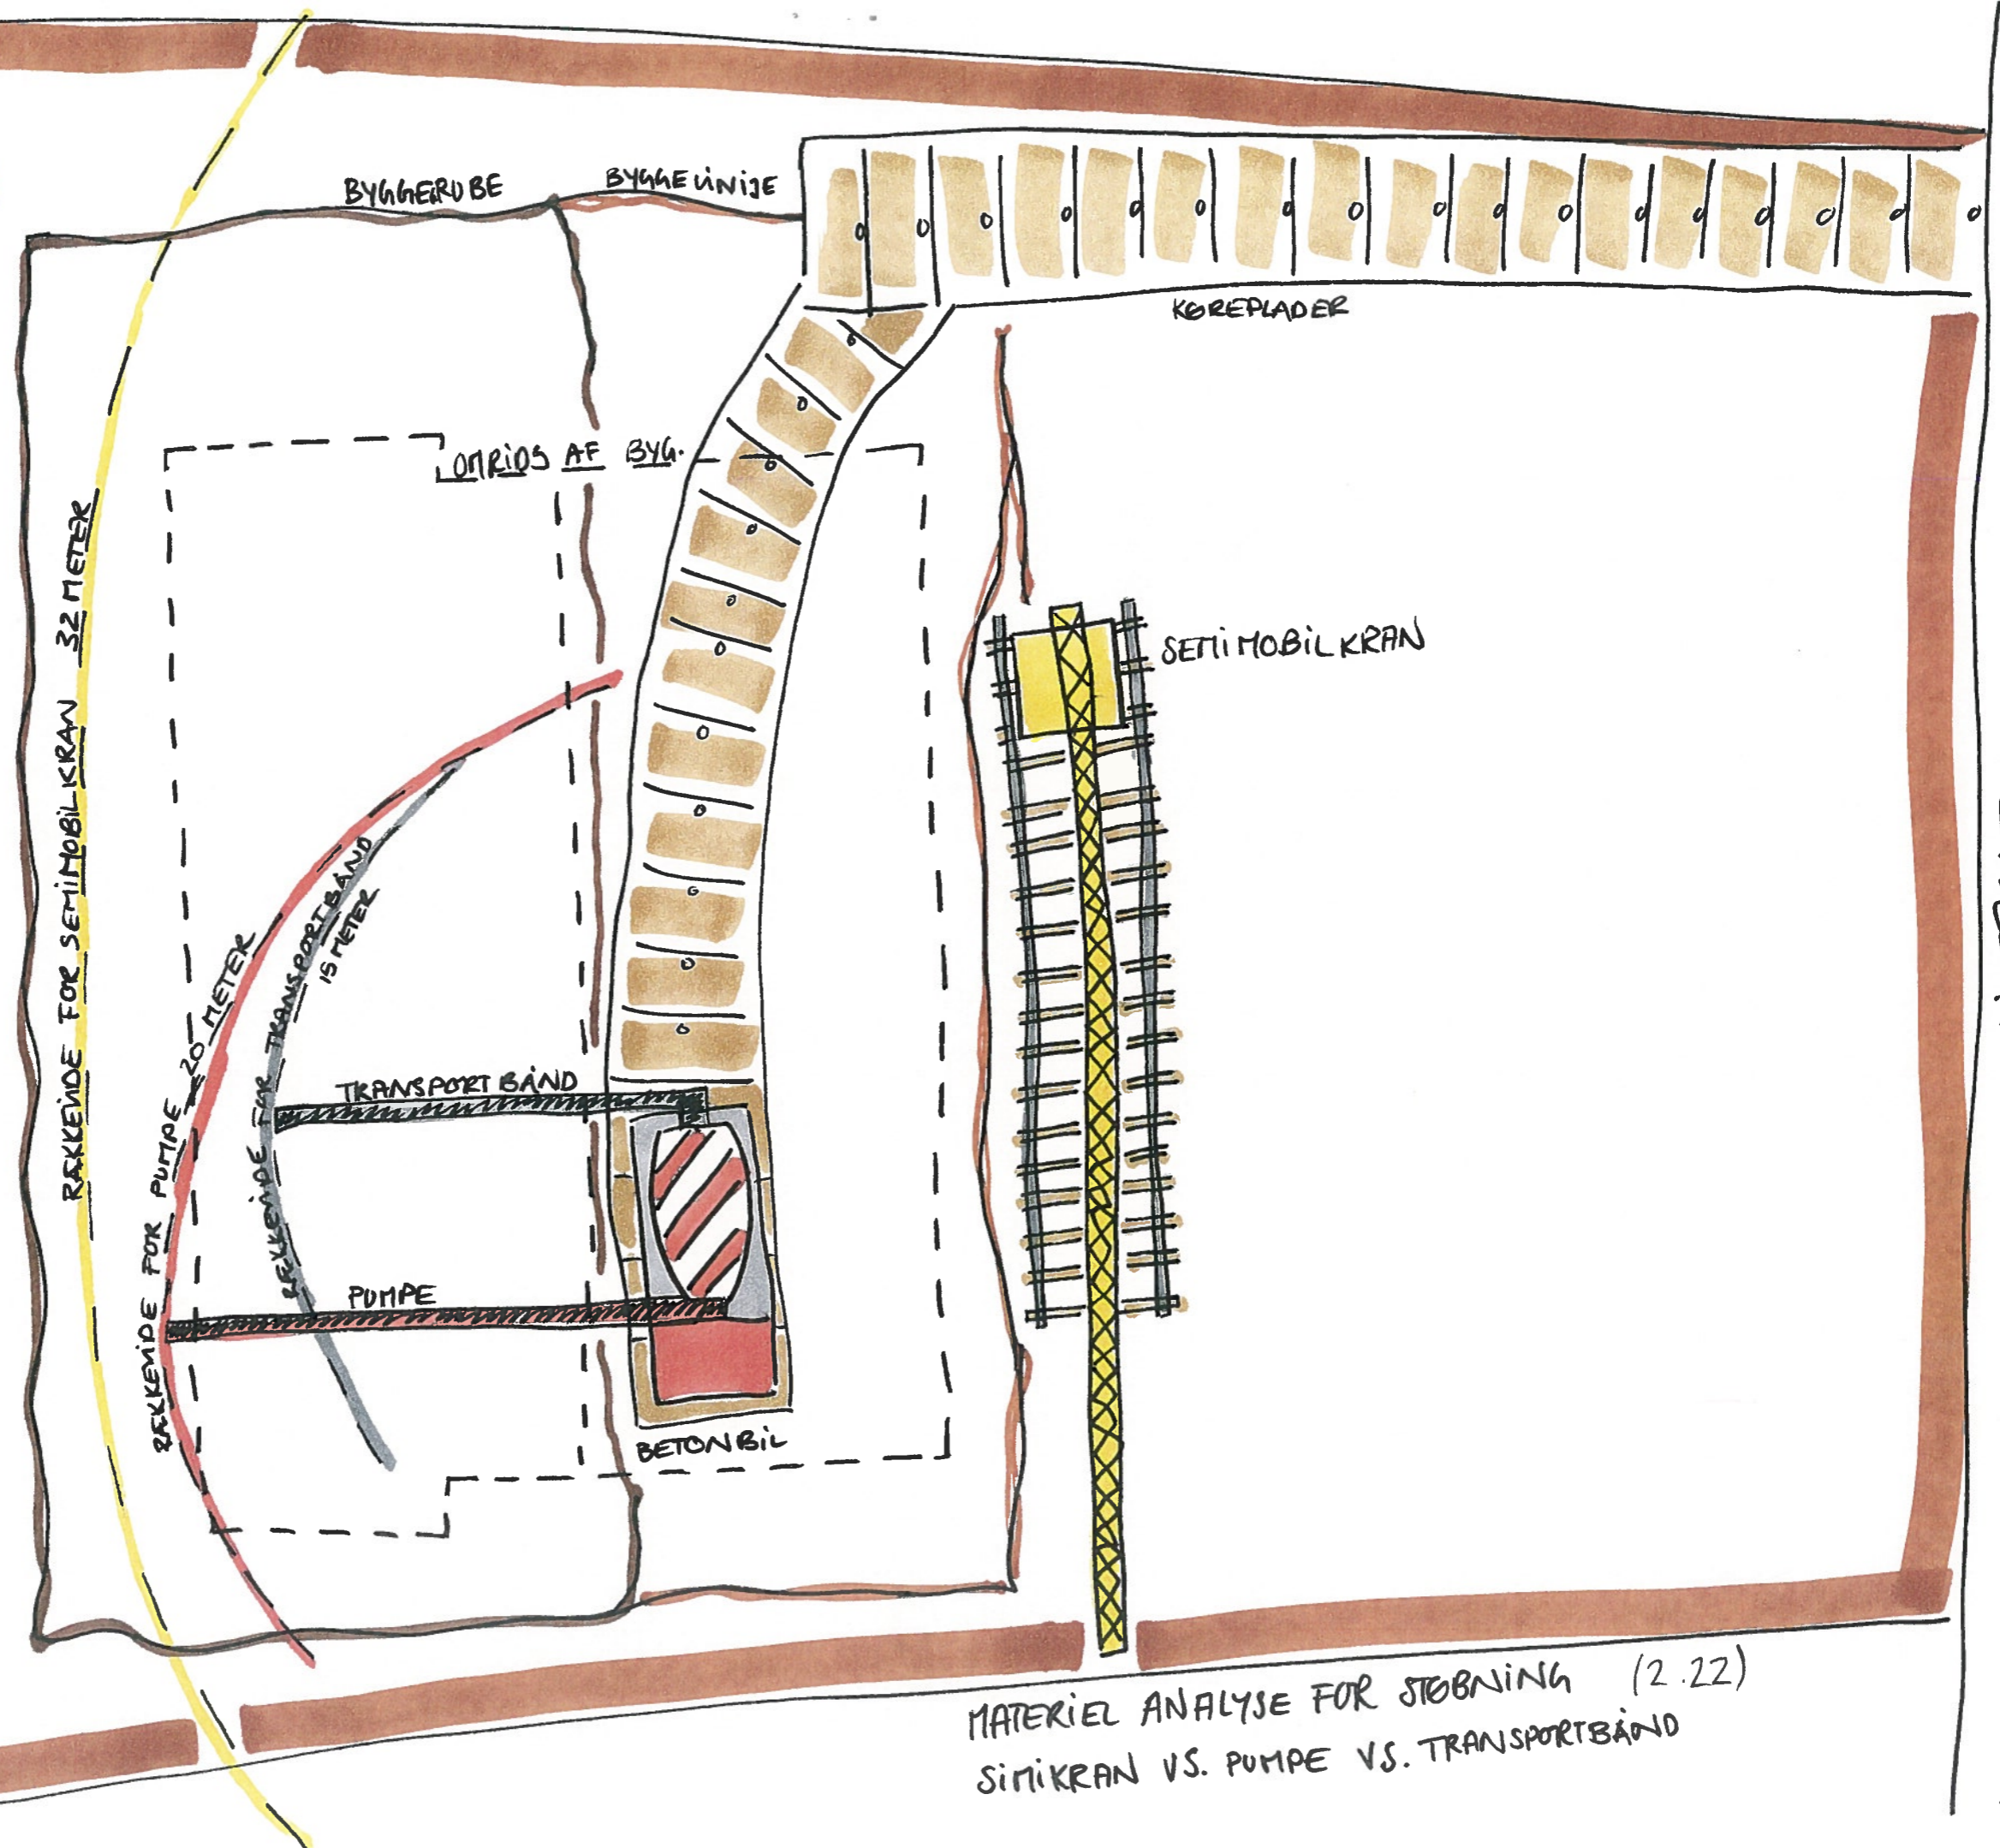 BYGGEGRUBE
BYGGELINIJE
KØREPLADER
OMRIDS AF BYG.
RÆKKEVIDE FOR SEMIMOBILKRAN 32 METER
SEMIMOBILKRAN
RÆKKEVIDE FOR PUMPE 20 METER
RÆKKEVIDE FOR TRANSPORTBÅND
15 METER
TRANSPORTBÅND
PUMPE
BETONBIL
MATERIEL ANALYSE FOR STØBNING (2.22)
SIMIKRAN VS. PUMPE VS. TRANSPORTBÅND